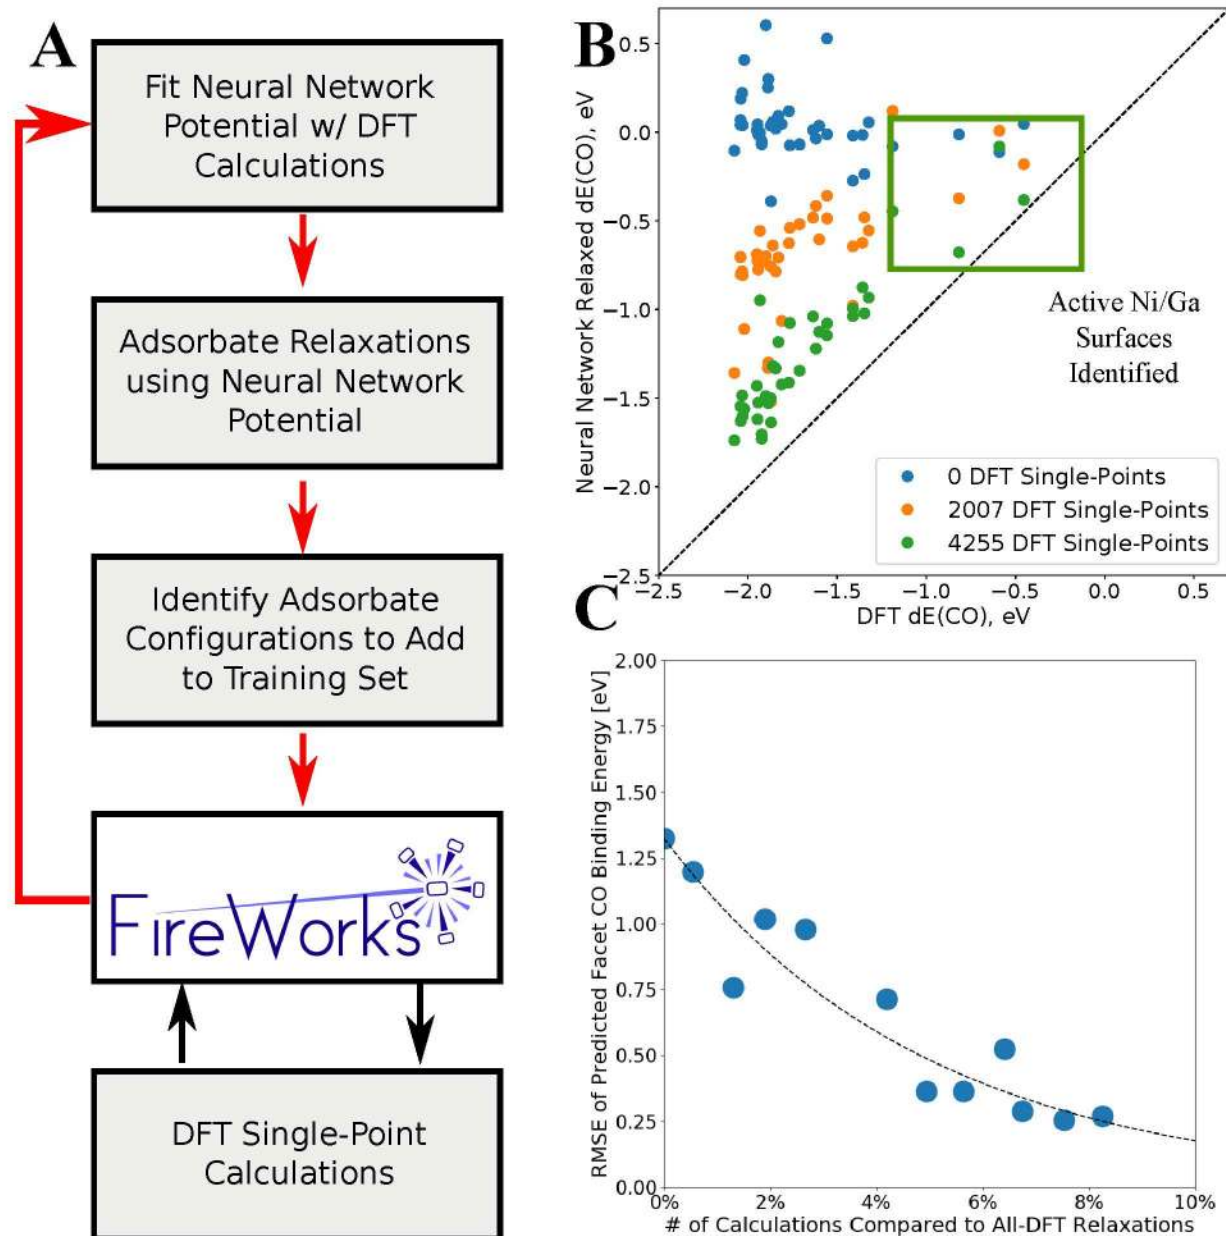 A
Fit Neural Network
Potential w/ DFT
Calculations
Adsorbate Relaxations
using Neural Network
Potential
Identify Adsorbate
Configurations to Add
to Training Set
FireWorks
DFT Single-Point
Calculations
B
Neural Network Relaxed dE(CO), eV
0.5
0.0
−0.5
−1.0
−1.5
−2.0
−2.5
Active Ni/Ga
Surfaces
Identified
0 DFT Single-Points
2007 DFT Single-Points
4255 DFT Single-Points
−2.5 −2.0 −1.5 −1.0 −0.5 0.0 0.5
DFT dE(CO), eV
C
RMSE of Predicted Facet CO Binding Energy [eV]
2.00
1.75
1.50
1.25
1.00
0.75
0.50
0.25
0.00
0% 2% 4% 6% 8% 10%
# of Calculations Compared to All-DFT Relaxations